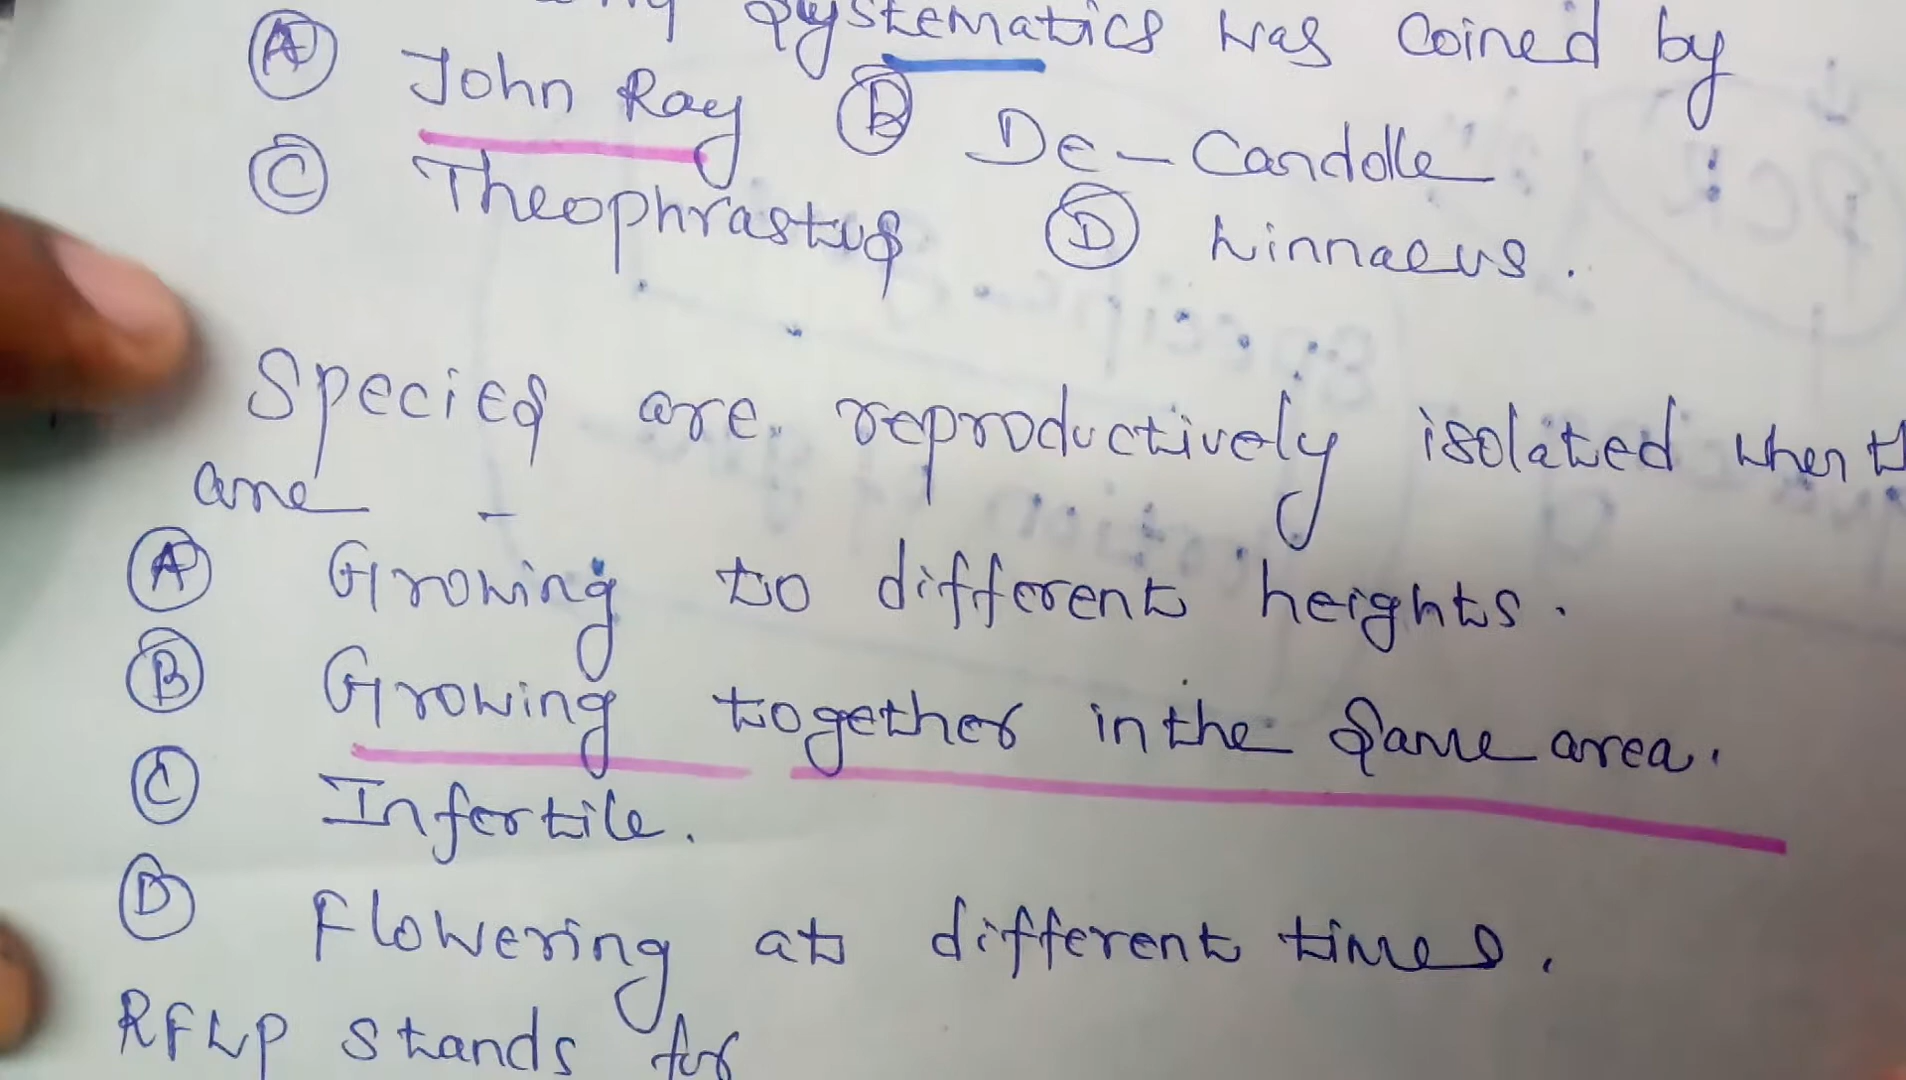 Systematics was coined by
(A) John Ray (B) De-Candolle
(C) Theophrastus (D) Linnaeus.
Species are reproductively isolated when
are -
(A) Growing to different heights.
(B) Growing together in the same area.
(C) Infertile.
(D) Flowering at different times.
RFLP stands for